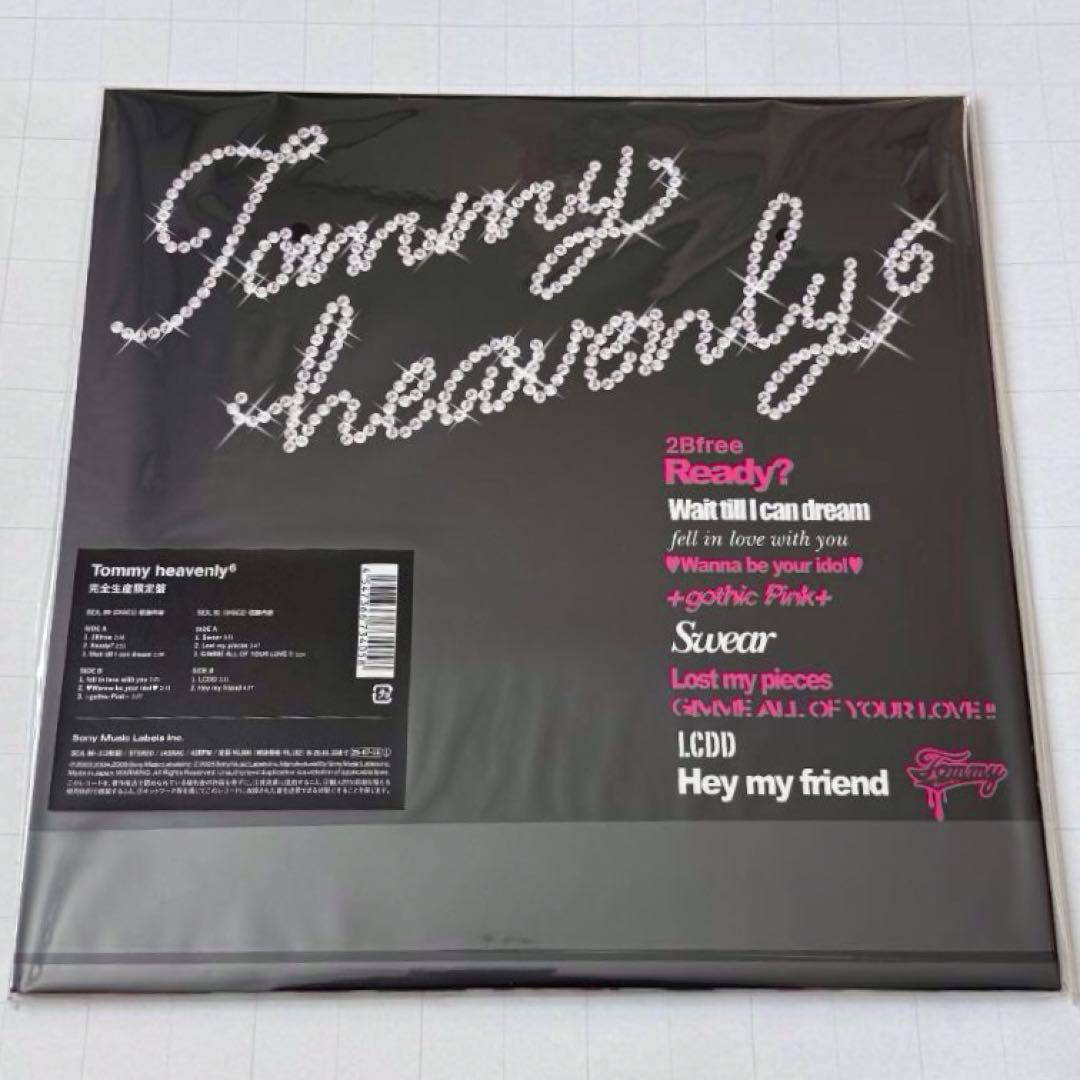 Tommy
heavenly6
2Bfree
Ready?
Wait till I can dream
fell in love with you
♥Wanna be your idol♥
+gothic Pink+
Swear
Lost my pieces
GIMME ALL OF YOUR LOVE!!
LCDD
Hey my friend
Tommy
Tommy heavenly6
完全生産限定盤
SIDE A
1. 2Bfree
2. Ready?
3. Wait till I can dream
SIDE B
1. fell in love with you
2. ♥Wanna be your idol♥
3. +gothic Pink+
SIDE A
1. Swear
2. Lost my pieces
3. GIMME ALL OF YOUR LOVE!!
SIDE B
1. LCDD
2. Hey my friend
Sony Music Labels Inc.